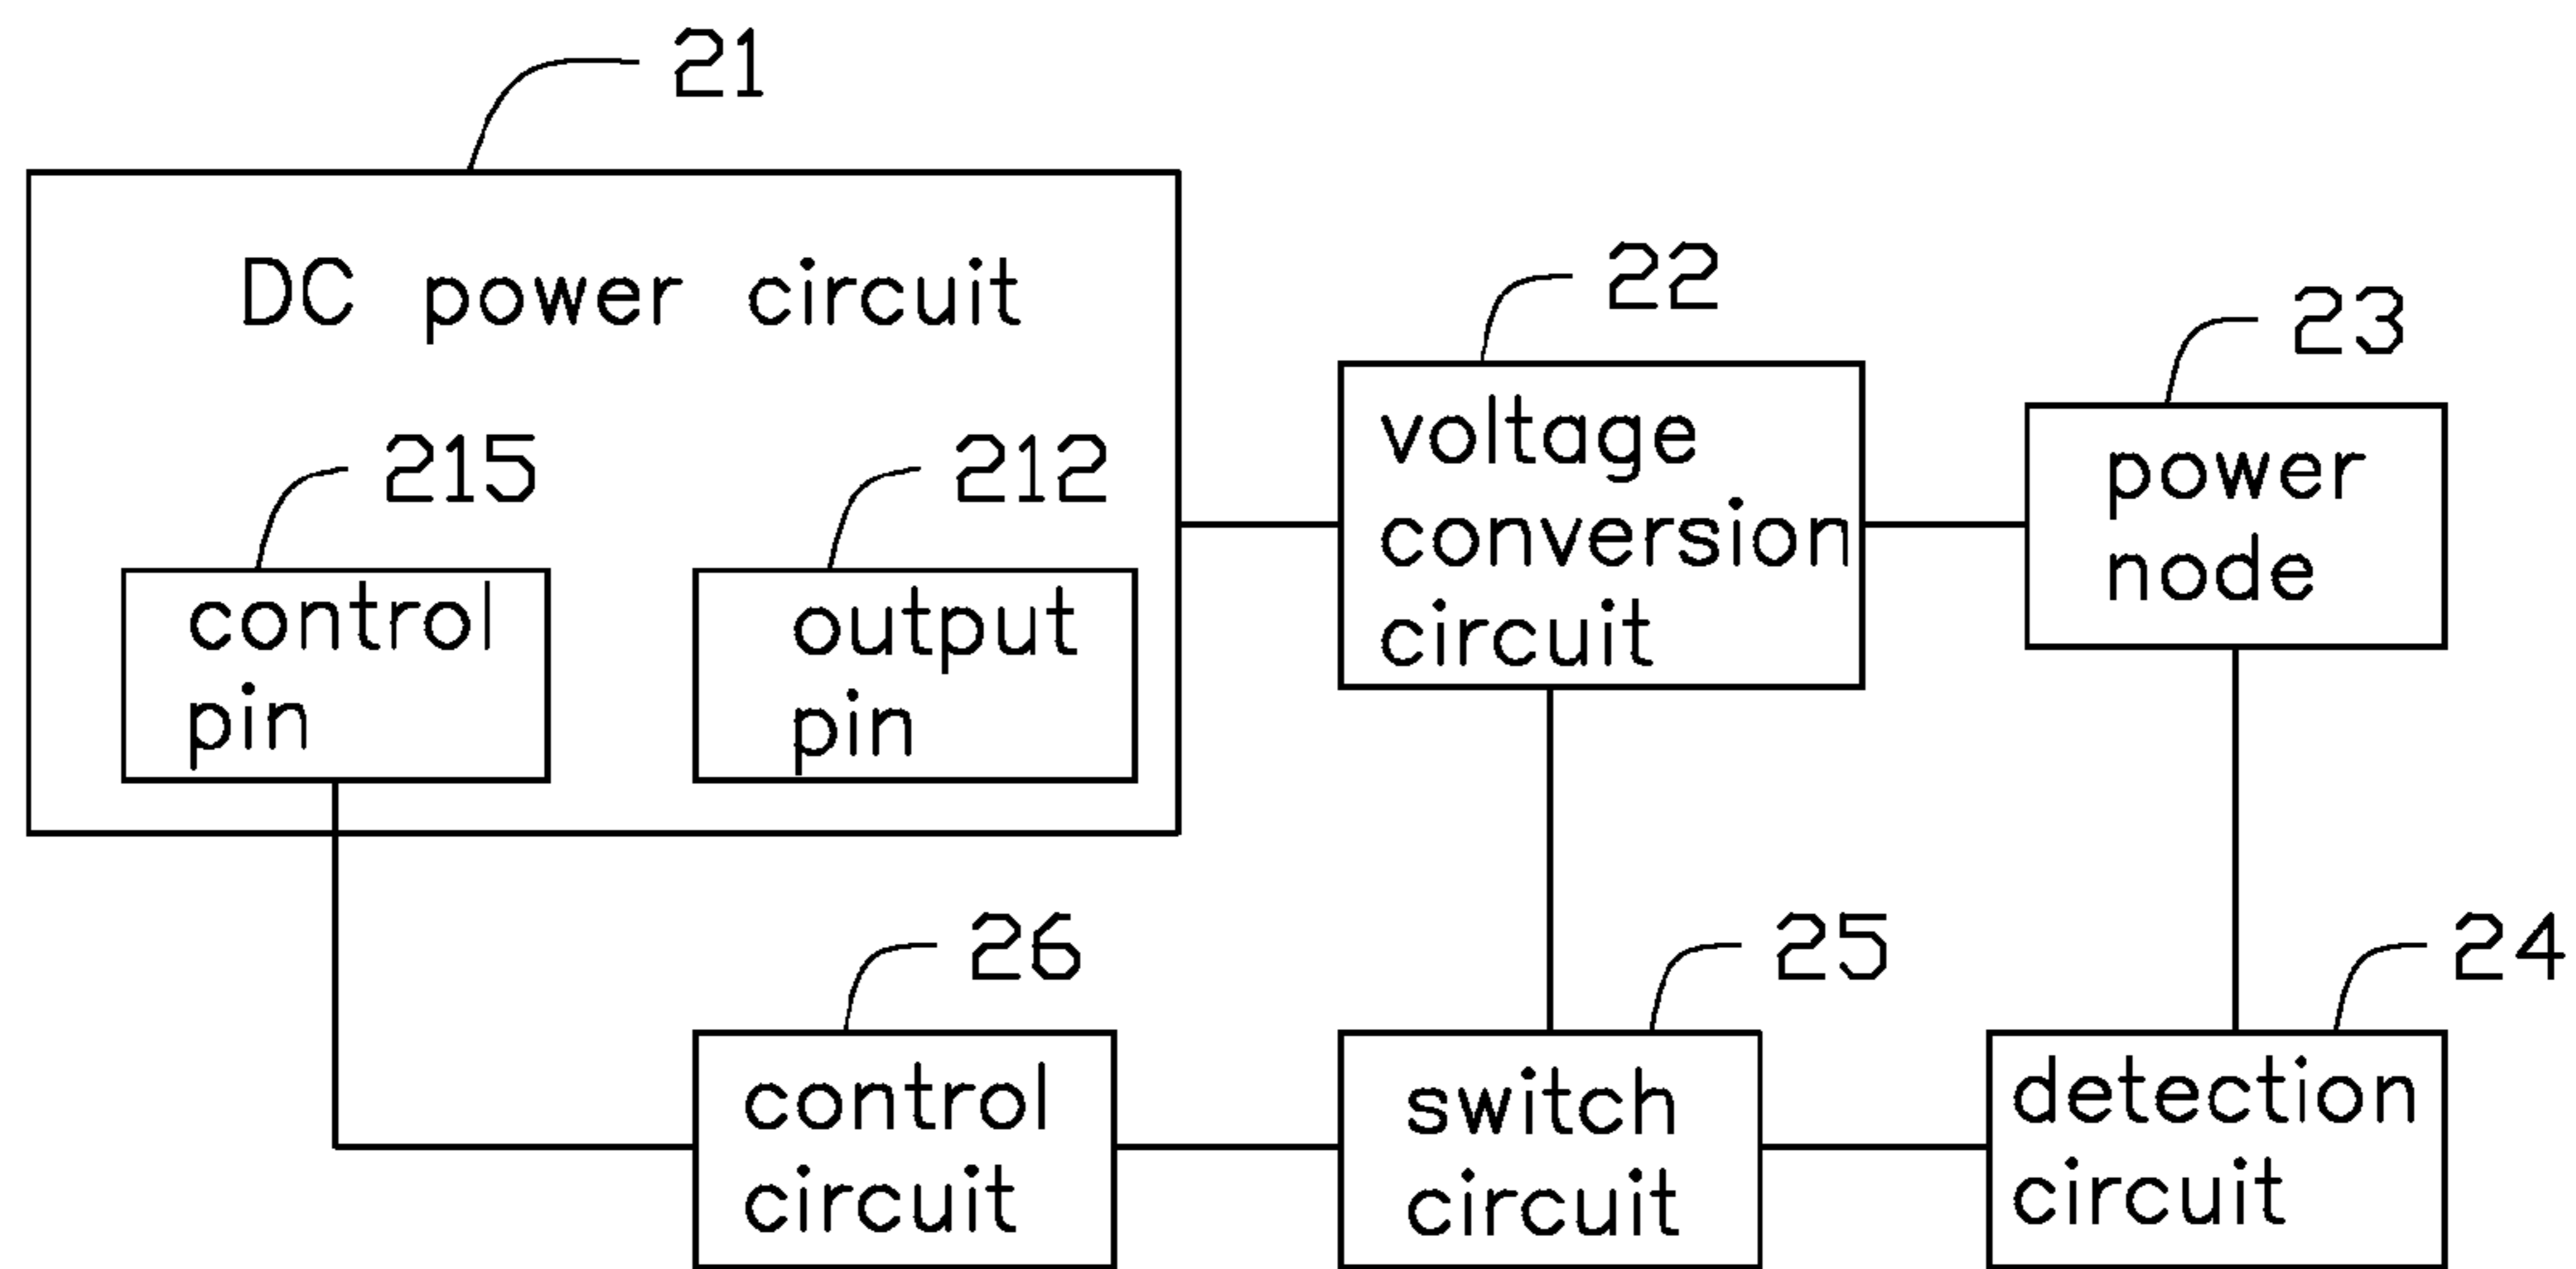 21
DC power circuit
22
23
215
212
voltage
conversion
circuit
power
node
control
pin
output
pin
26
25
24
control
circuit
switch
circuit
detection
circuit